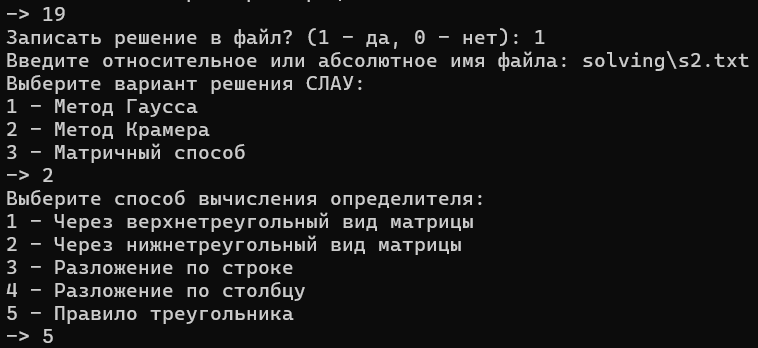 -> 19
Записать решение в файл? (1 - да, 0 - нет): 1
Введите относительное или абсолютное имя файла: solving\s2.txt
Выберите вариант решения СЛАУ:
1 - Метод Гаусса
2 - Метод Крамера
3 - Матричный способ
-> 2
Выберите способ вычисления определителя:
1 - Через верхнетреугольный вид матрицы
2 - Через нижнетреугольный вид матрицы
3 - Разложение по строке
4 - Разложение по столбцу
5 - Правило треугольника
-> 5